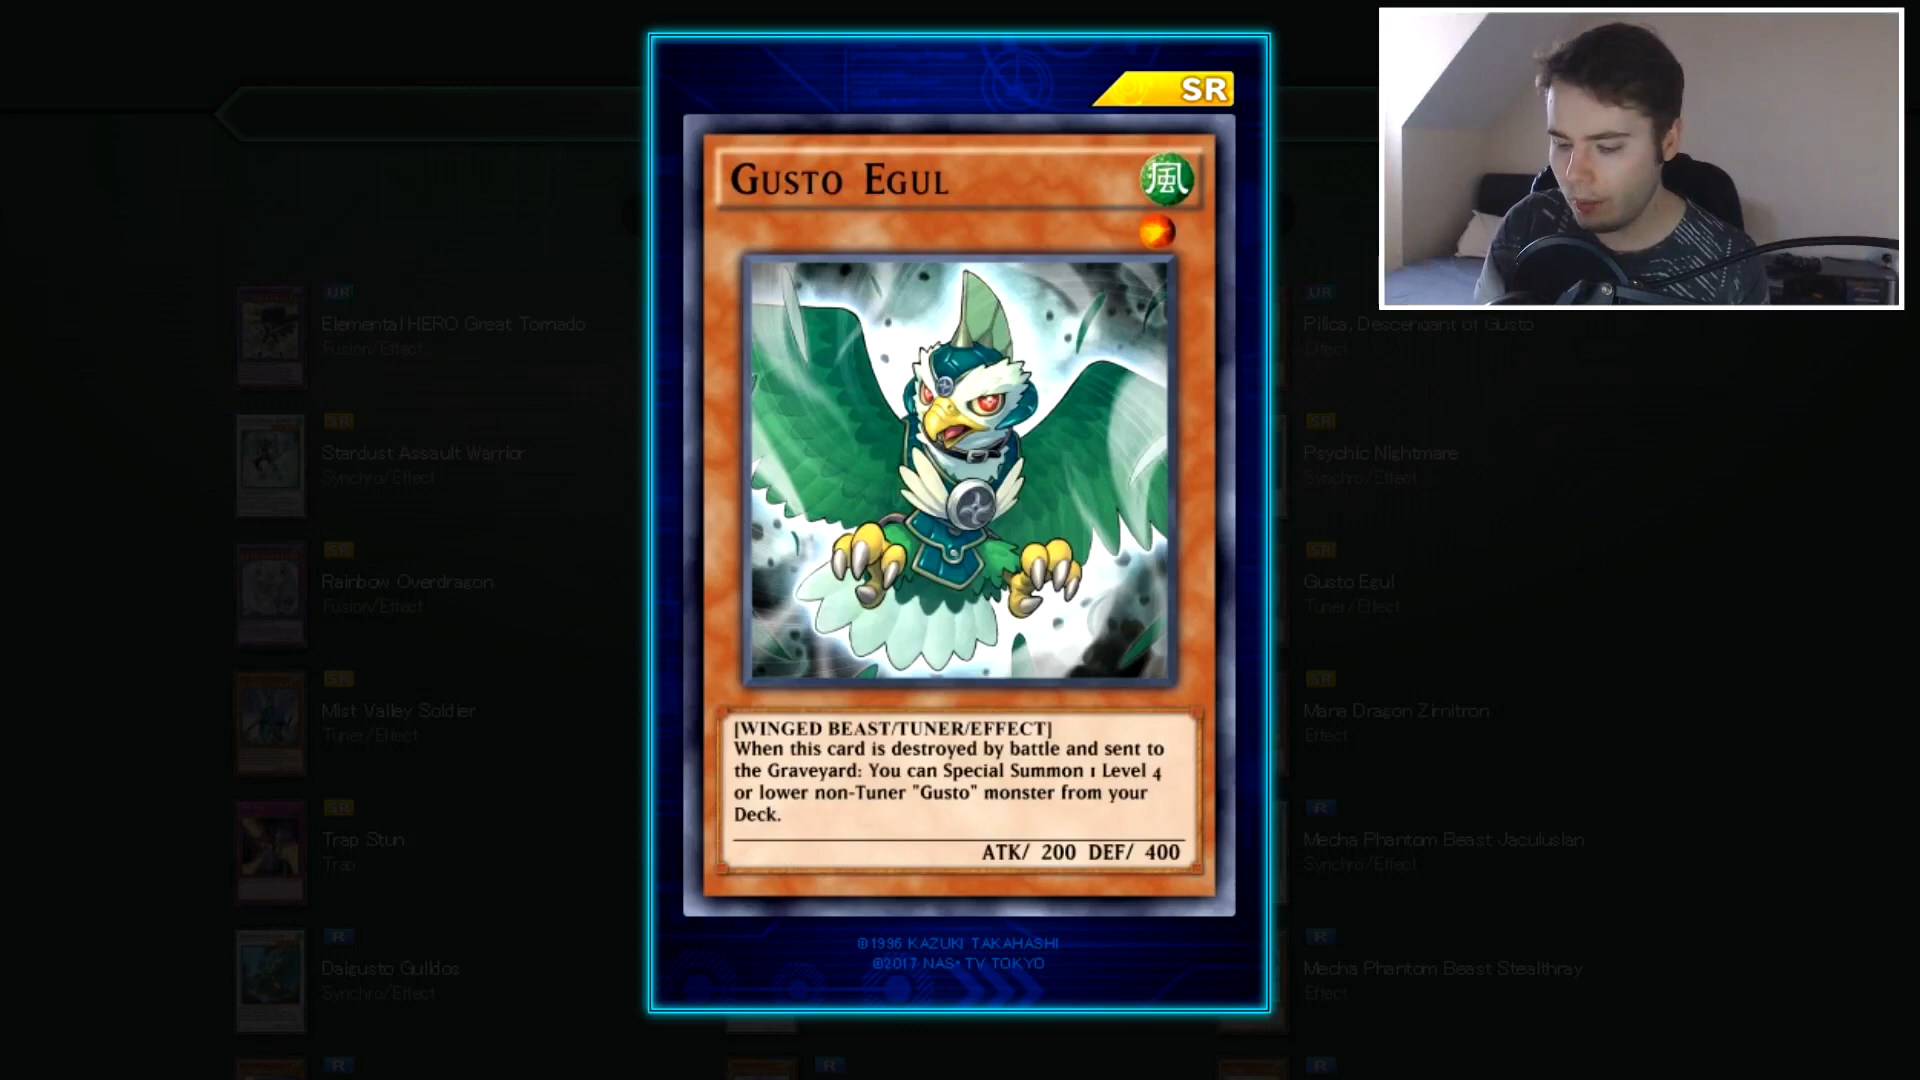 SR
GUSTO EGUL
風
[WINGED BEAST/TUNER/EFFECT]
When this card is destroyed by battle and sent to
the Graveyard: You can Special Summon 1 Level 4
or lower non-Tuner "Gusto" monster from your
Deck.
ATK/ 200 DEF/ 400
©1996 KAZUKI TAKAHASHI
©2017 NAS・TV TOKYO
UR
Elemental HERO Great Tornado
Fusion/Effect
SR
Stardust Assault Warrior
Synchro/Effect
SR
Rainbow Overdragon
Fusion/Effect
SR
Mist Valley Soldier
Tuner/Effect
SR
Trap Stun
Trap
R
Daigusto Gulldos
Synchro/Effect
R
R
UR
Pilica, Descendant of Gusto
Effect
SR
Psychic Nightmare
Synchro/Effect
SR
Gusto Egul
Tuner/Effect
SR
Mana Dragon Zirnitron
Effect
R
Mecha Phantom Beast Jaculuslan
Synchro/Effect
R
Mecha Phantom Beast Stealthray
Effect
R